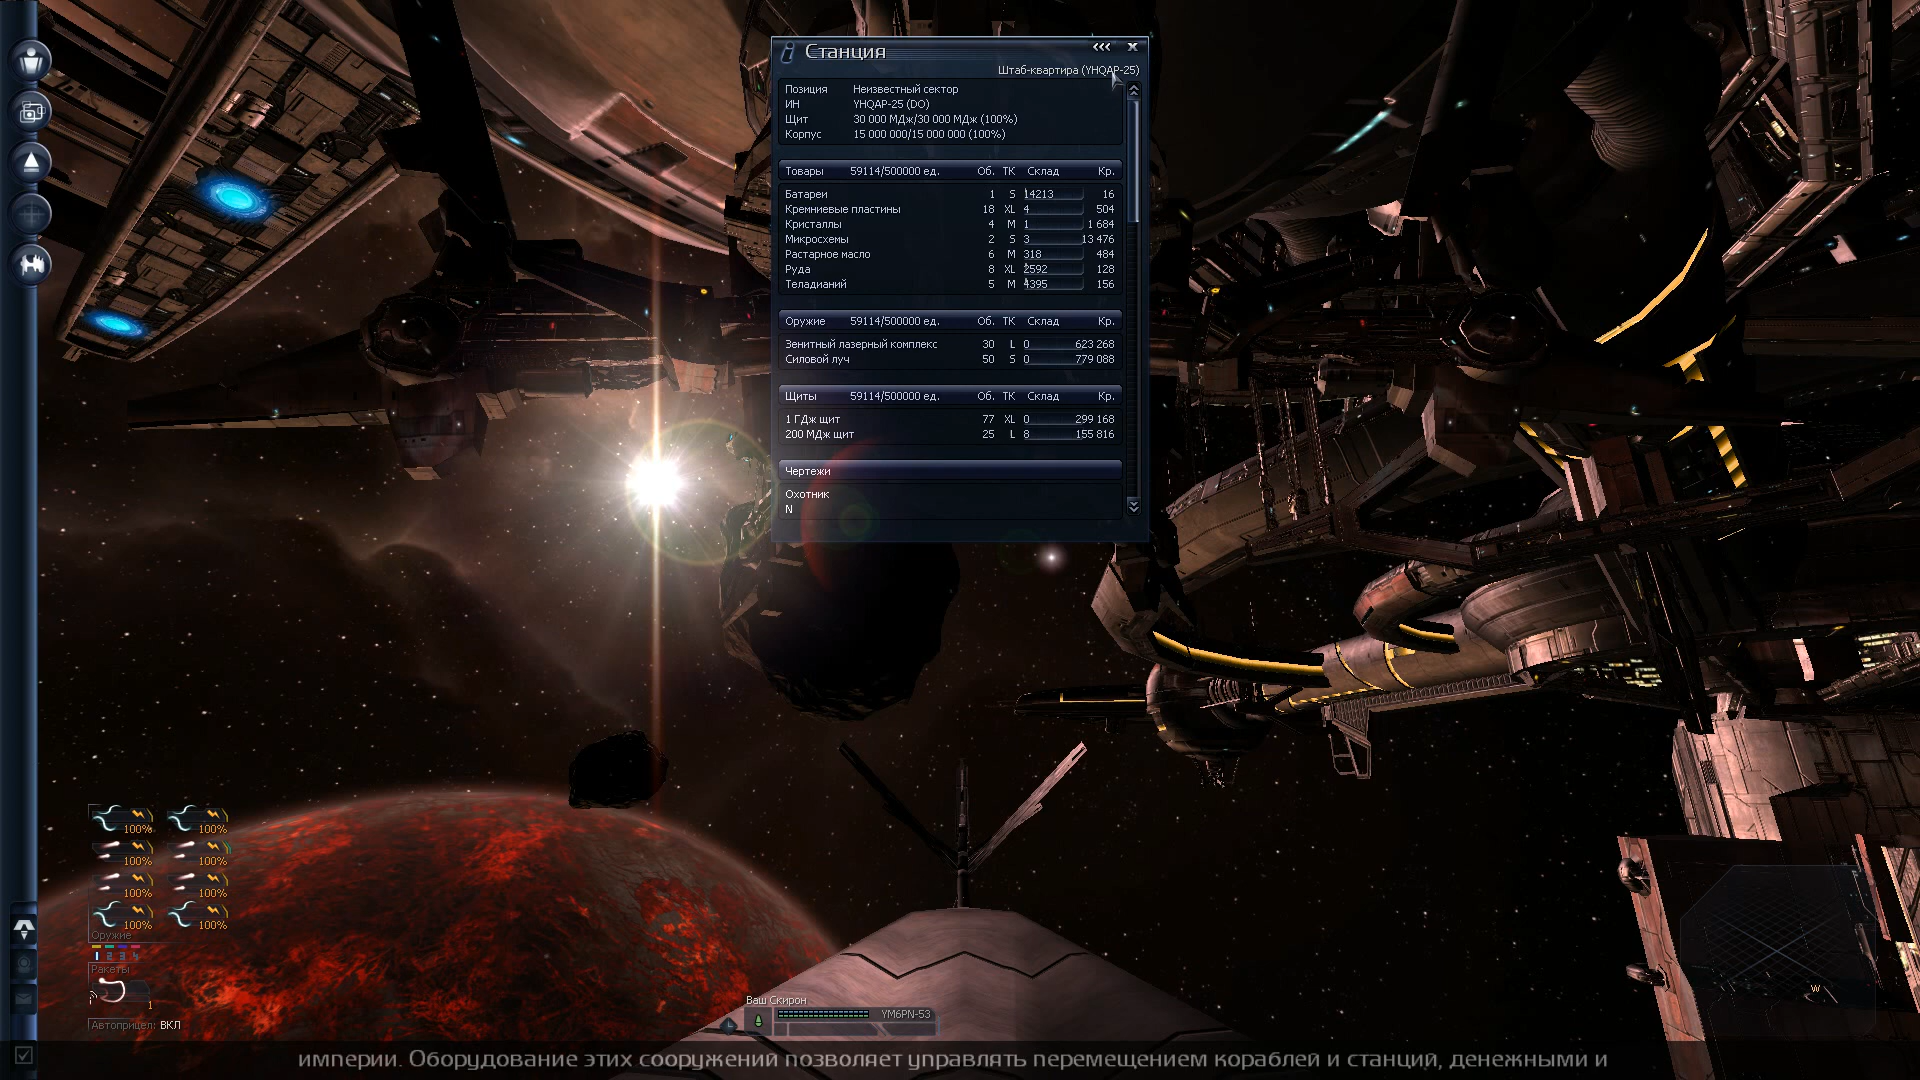 Станция
Штаб-квартира (YHQAP-25)
Позиция Неизвестный сектор
ИН YHQAP-25 (DO)
Щит 30 000 МДж/30 000 МДж (100%)
Корпус 15 000 000/15 000 000 (100%)
Товары 59114/500000 ед. Об. ТК Склад Кр.
Батареи 1 S 14213 16
Кремниевые пластины 18 XL 4 504
Кристаллы 4 M 1 1 684
Микросхемы 2 S 3 13 476
Растарное масло 6 M 318 484
Руда 8 XL 2592 128
Теладианий 5 M 4395 156
Оружие 59114/500000 ед. Об. ТК Склад Кр.
Зенитный лазерный комплекс 30 L 0 623 268
Силовой луч 50 S 0 779 088
Щиты 59114/500000 ед. Об. ТК Склад Кр.
1 ГДж щит 77 XL 0 299 168
200 МДж щит 25 L 8 155 816
Чертежи
Охотник
N
100% 100%
100% 100%
100% 100%
100% 100%
Оружие
1 2 3 4
Ракеты
1
Автоприцел: ВКЛ
Ваш Скирон
YM6PN-53
W
империи. Оборудование этих сооружений позволяет управлять перемещением кораблей и станций, денежными и